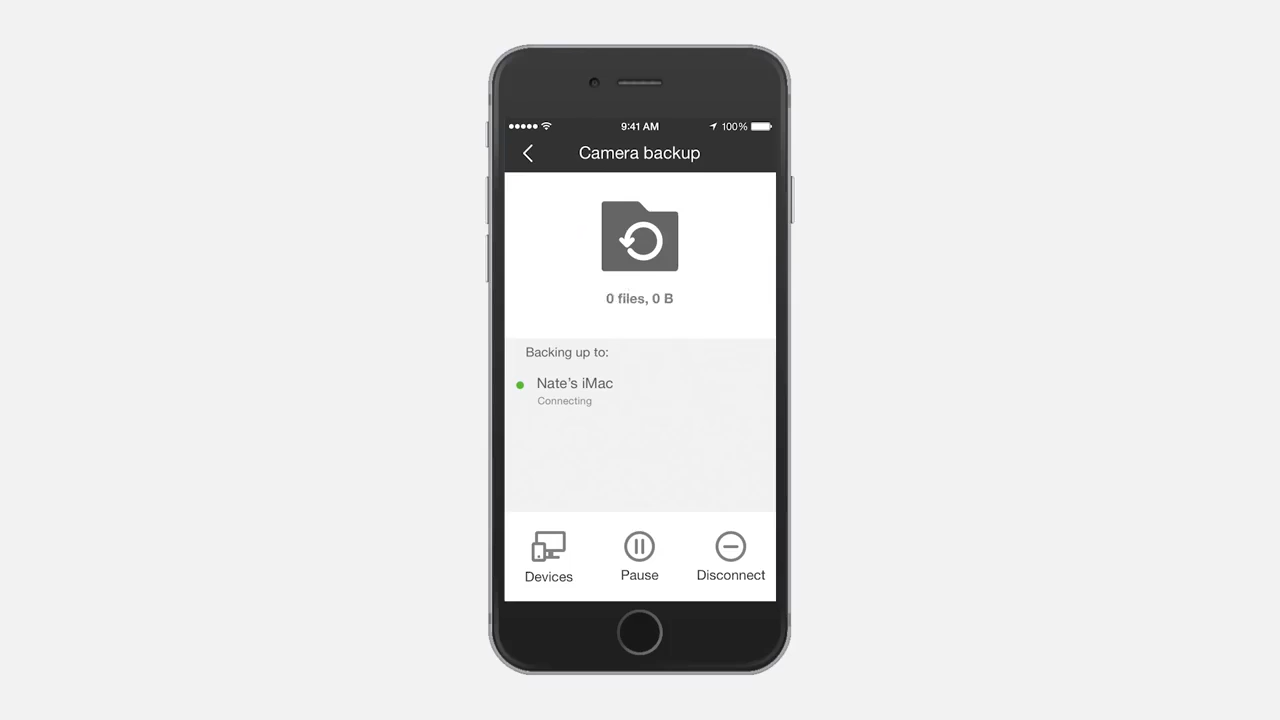 9:41 AM
100%
Camera backup
0 files, 0 B
Backing up to:
Nate’s iMac
Connecting
Devices
Pause
Disconnect